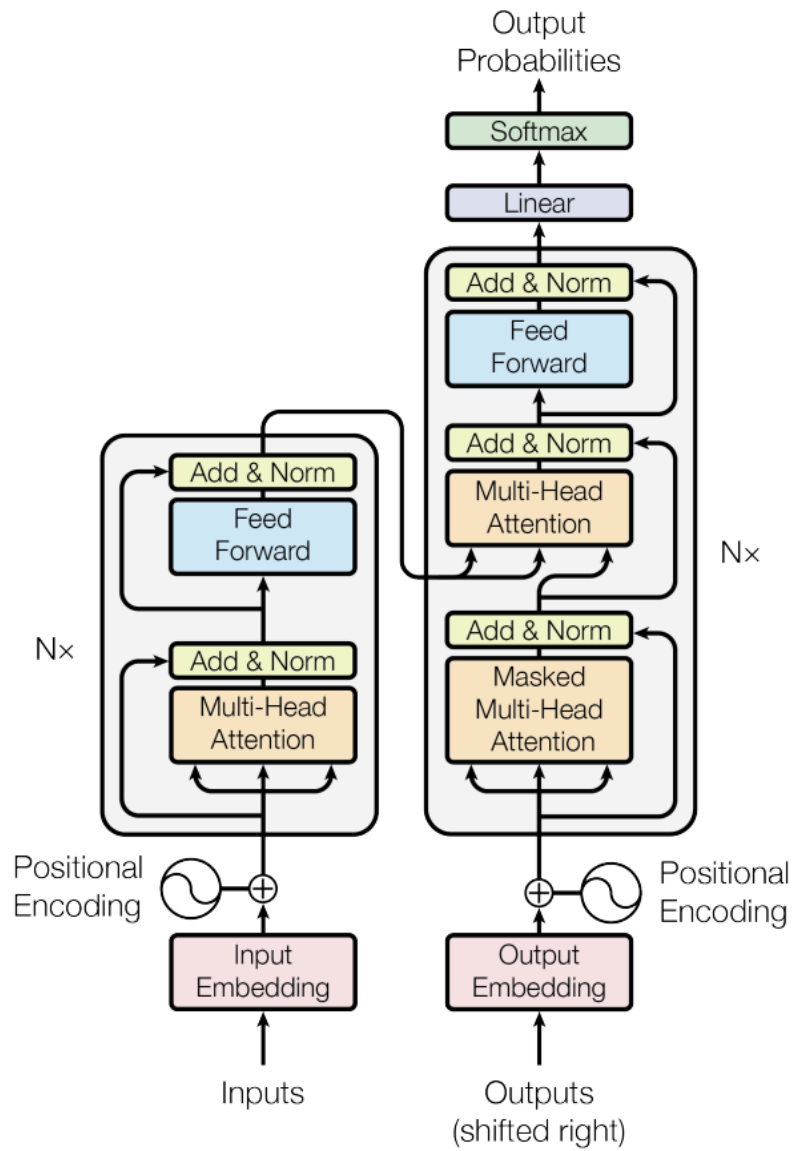 Output
Probabilities
Softmax
Linear
Add & Norm
Feed
Forward
Add & Norm
Multi-Head
Attention
Nx
Add & Norm
Masked
Multi-Head
Attention
Add & Norm
Feed
Forward
N×
Add & Norm
Multi-Head
Attention
Positional
Encoding
Positional
Encoding
Input
Embedding
Output
Embedding
Inputs
Outputs
(shifted right)